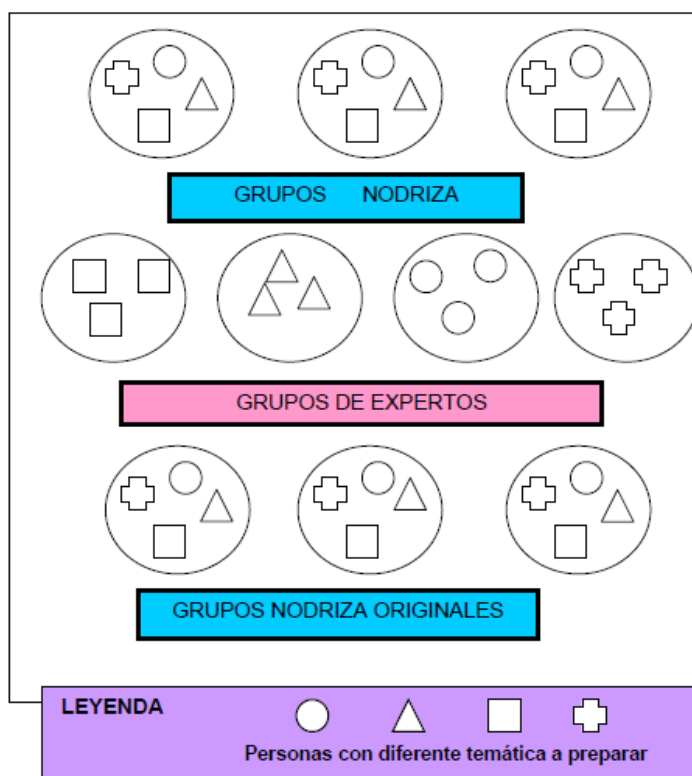 GRUPOS NODRIZA
GRUPOS DE EXPERTOS
GRUPOS NODRIZA ORIGINALES
LEYENDA
Personas con diferente temática a preparar